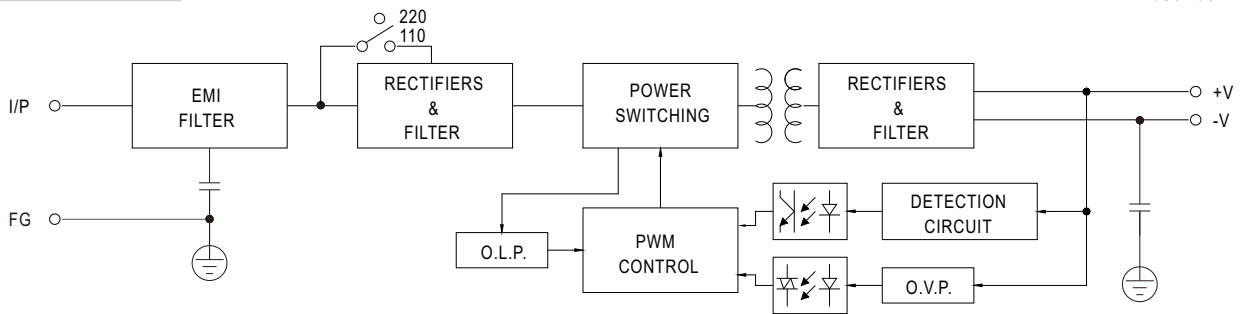 220
110
I/P
EMI
FILTER
RECTIFIERS
&
FILTER
POWER
SWITCHING
RECTIFIERS
&
FILTER
+V
-V
FG
O.L.P.
PWM
CONTROL
DETECTION
CIRCUIT
O.V.P.